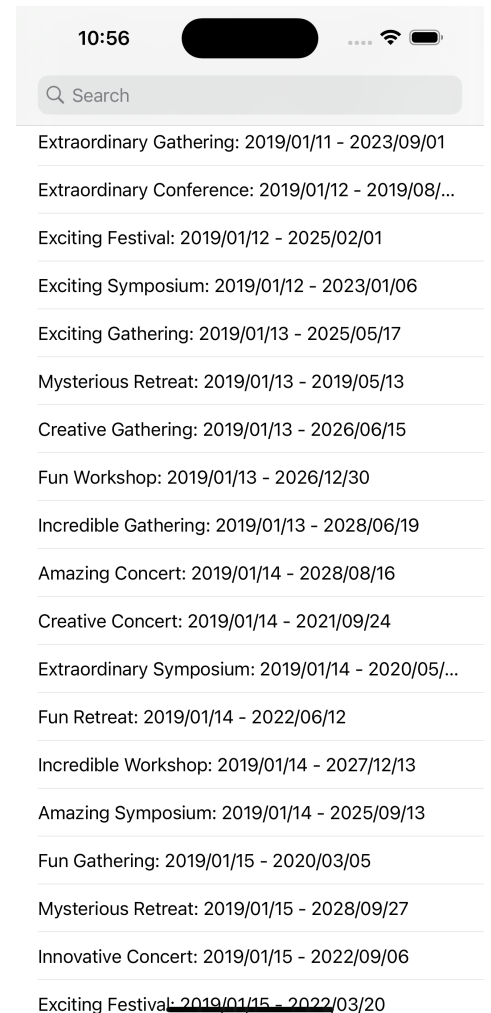 10:56
Search
Extraordinary Gathering: 2019/01/11 - 2023/09/01
Extraordinary Conference: 2019/01/12 - 2019/08/...
Exciting Festival: 2019/01/12 - 2025/02/01
Exciting Symposium: 2019/01/12 - 2023/01/06
Exciting Gathering: 2019/01/13 - 2025/05/17
Mysterious Retreat: 2019/01/13 - 2019/05/13
Creative Gathering: 2019/01/13 - 2026/06/15
Fun Workshop: 2019/01/13 - 2026/12/30
Incredible Gathering: 2019/01/13 - 2028/06/19
Amazing Concert: 2019/01/14 - 2028/08/16
Creative Concert: 2019/01/14 - 2021/09/24
Extraordinary Symposium: 2019/01/14 - 2020/05/...
Fun Retreat: 2019/01/14 - 2022/06/12
Incredible Workshop: 2019/01/14 - 2027/12/13
Amazing Symposium: 2019/01/14 - 2025/09/13
Fun Gathering: 2019/01/15 - 2020/03/05
Mysterious Retreat: 2019/01/15 - 2028/09/27
Innovative Concert: 2019/01/15 - 2022/09/06
Exciting Festival: 2019/01/15 - 2022/03/20